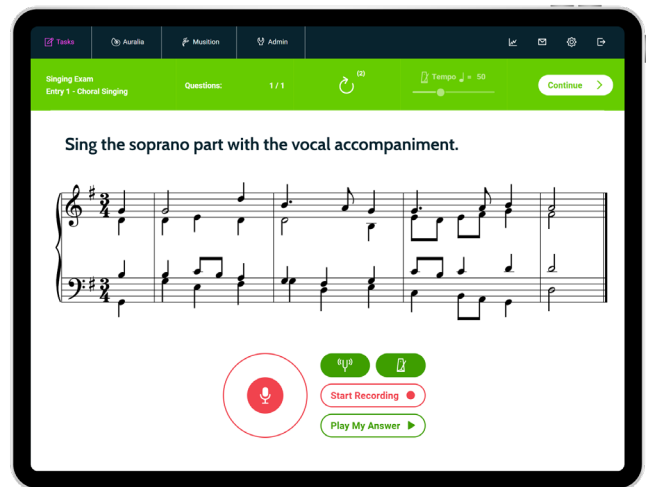 Tasks
Auralia
Musition
Admin
Singing Exam
Entry 1 - Choral Singing
Questions:
1 / 1
(2)
Tempo ♩ = 50
Continue
Sing the soprano part with the vocal accompaniment.
3
4
3
4
Start Recording
Play My Answer